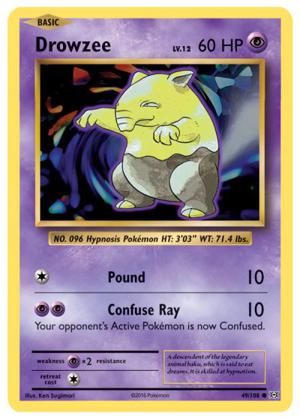 BASIC
Drowzee LV.12 60 HP
NO. 096 Hypnosis Pokémon HT: 3'03" WT: 71.4 lbs.
Pound 10
Confuse Ray 10
Your opponent's Active Pokémon is now Confused.
weakness ×2 resistance
retreat cost
A descendent of the legendary
animal baku, which is said to eat
dreams. It is skilled at hypnotism.
Illus. Ken Sugimori ©2016 Pokémon 49/108